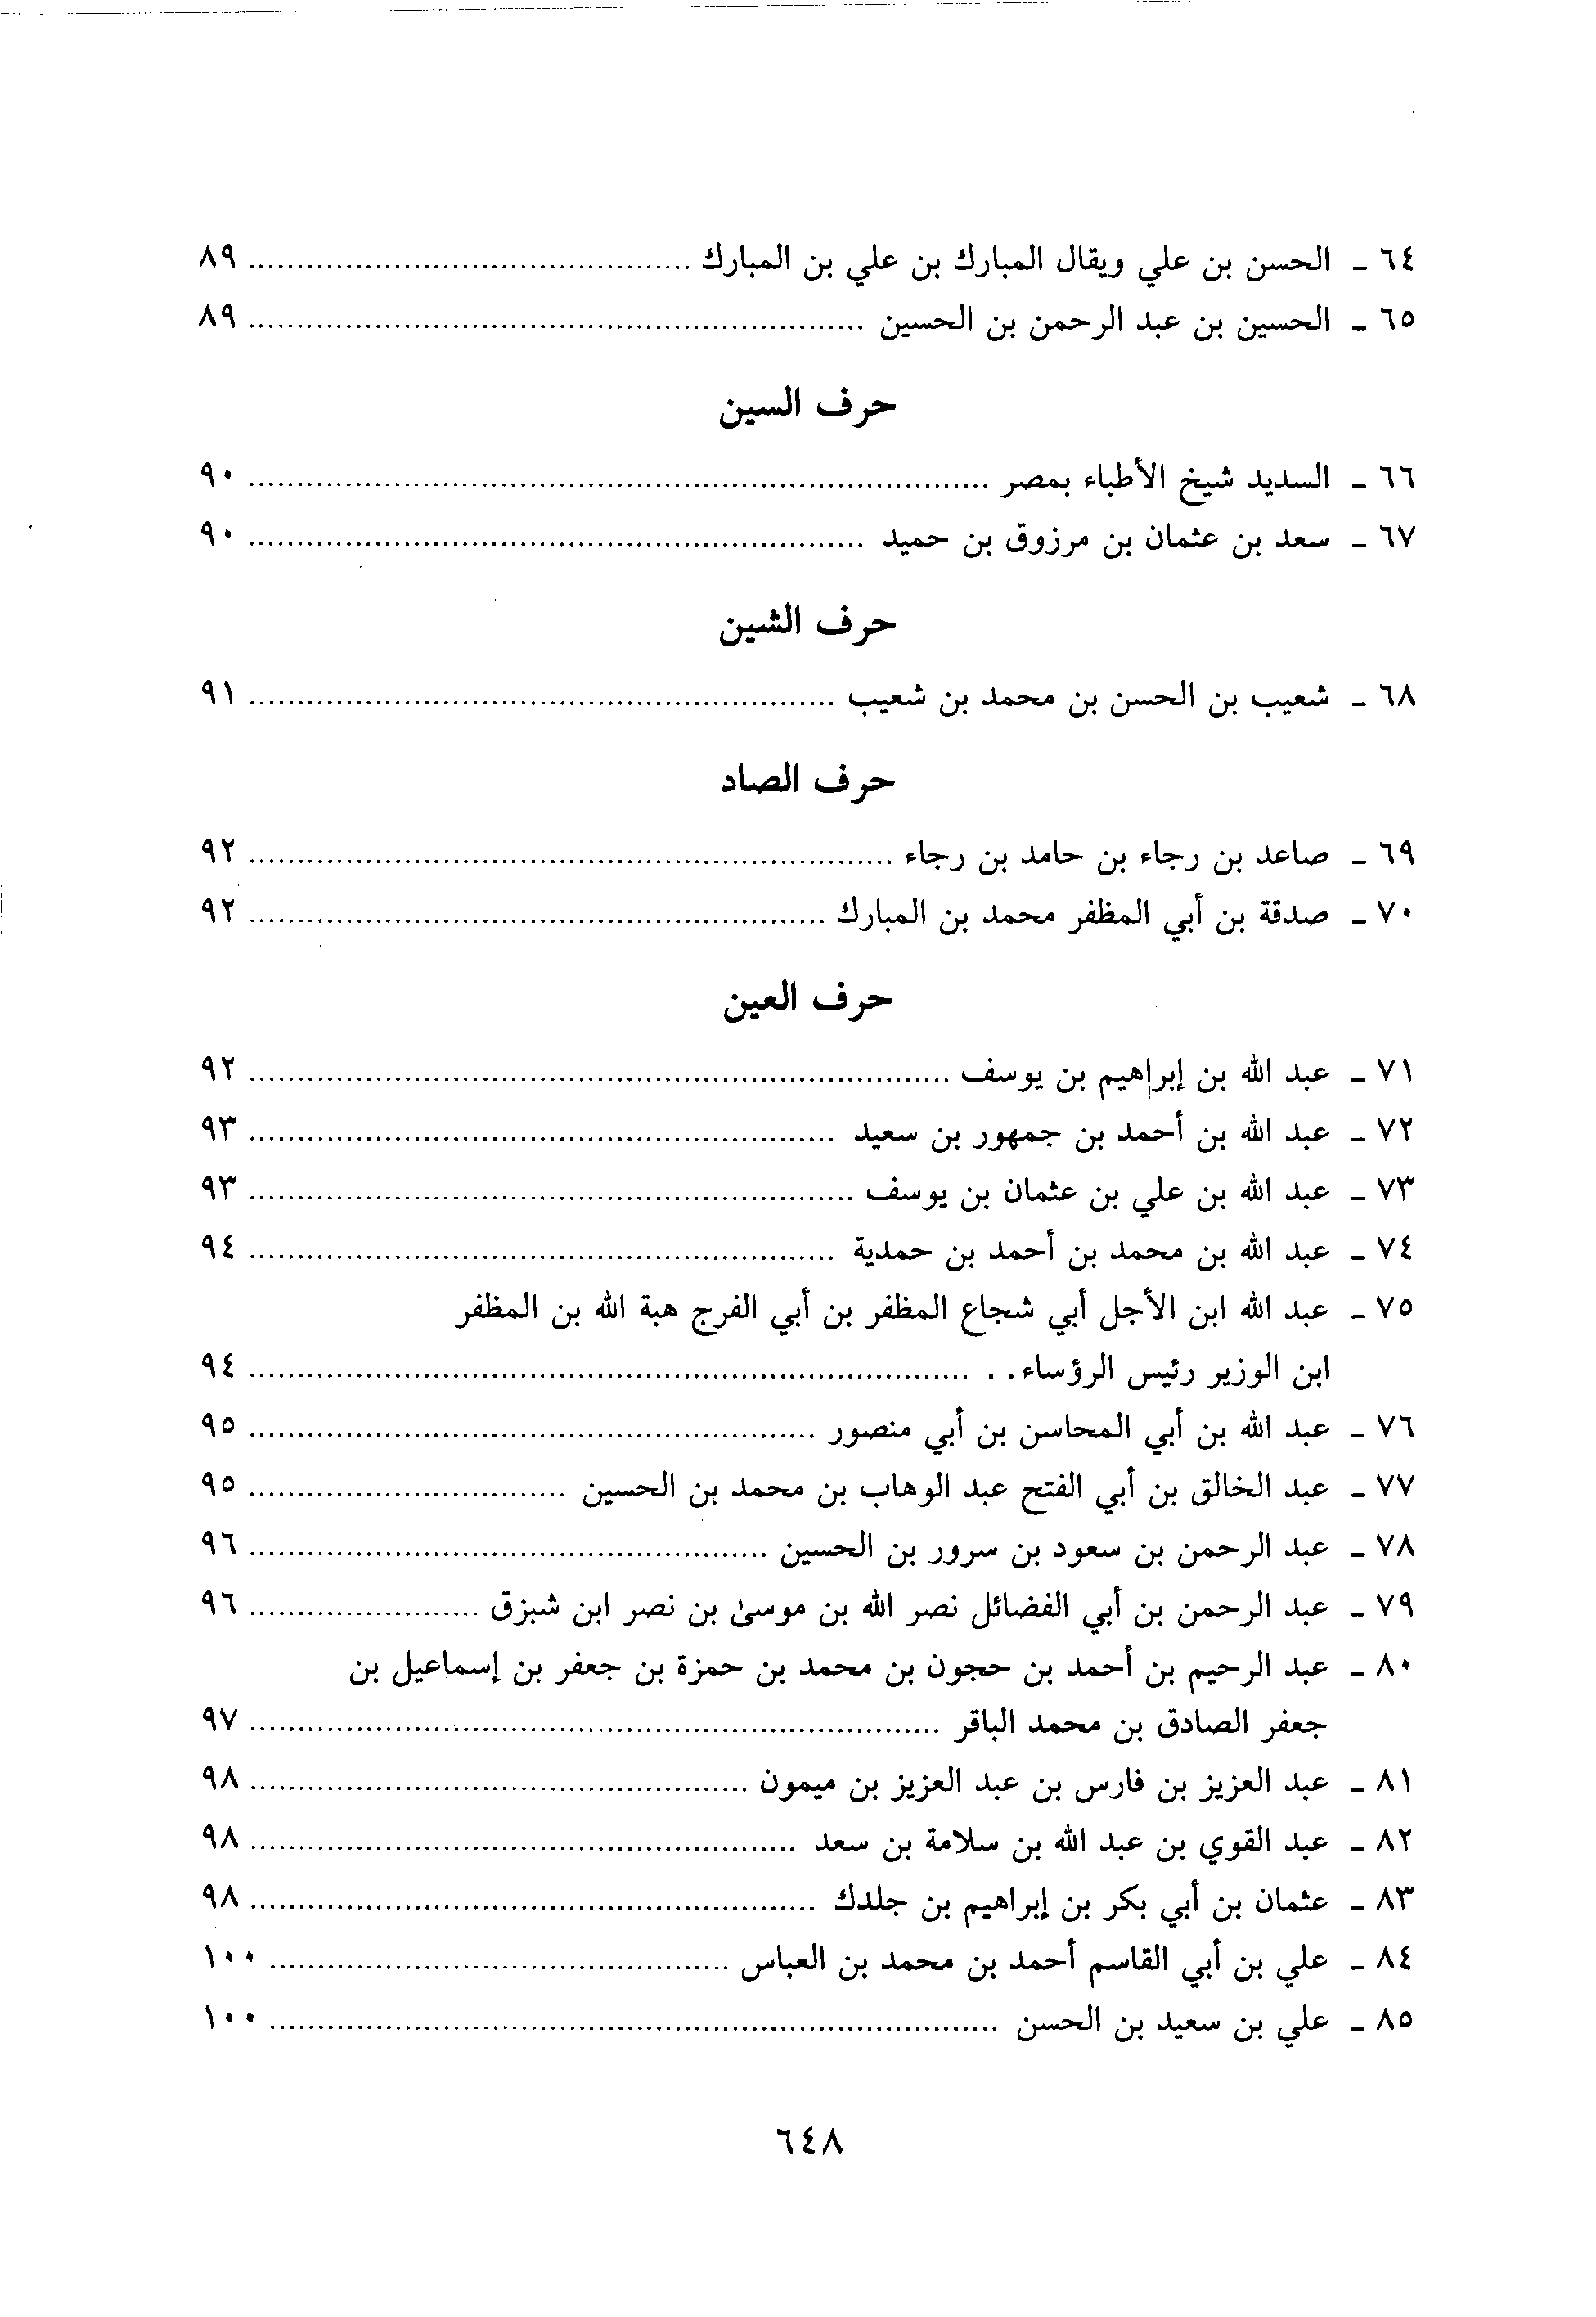 ٦٤ ـ الحسن بن علي ويقال المبارك بن علي بن المبارك ................ ٨٩
٦٥ ـ الحسين بن عبد الرحمن بن الحسين ................ ٨٩
حرف السين
٦٦ ـ السديد شيخ الأطباء بمصر ................ ٩٠
٦٧ ـ سعد بن عثمان بن مرزوق بن حميد ................ ٩٠
حرف الشين
٦٨ ـ شعيب بن الحسن بن محمد بن شعيب ................ ٩١
حرف الصاد
٦٩ ـ صاعد بن رجاء بن حامد بن رجاء ................ ٩٢
٧٠ ـ صدقة بن أبي المظفر محمد بن المبارك ................ ٩٢
حرف العين
٧١ ـ عبد الله بن إبراهيم بن يوسف ................ ٩٢
٧٢ ـ عبد الله بن أحمد بن جمهور بن سعيد ................ ٩٣
٧٣ ـ عبد الله بن علي بن عثمان بن يوسف ................ ٩٣
٧٤ ـ عبد الله بن محمد بن أحمد بن حمدية ................ ٩٤
٧٥ ـ عبد الله ابن الأجل أبي شجاع المظفر بن أبي الفرج هبة الله بن المظفر
ابن الوزير رئيس الرؤساء. . ................ ٩٤
٧٦ ـ عبد الله بن أبي المحاسن بن أبي منصور ................ ٩٥
٧٧ ـ عبد الخالق بن أبي الفتح عبد الوهاب بن محمد بن الحسين ................ ٩٥
٧٨ ـ عبد الرحمن بن سعود بن سرور بن الحسين ................ ٩٦
٧٩ ـ عبد الرحمن بن أبي الفضائل نصر الله بن موسىٰ بن نصر ابن شبزق ................ ٩٦
٨٠ ـ عبد الرحيم بن أحمد بن حجون بن محمد بن حمزة بن جعفر بن إسماعيل بن
جعفر الصادق بن محمد الباقر ................ ٩٧
٨١ ـ عبد العزيز بن فارس بن عبد العزيز بن ميمون ................ ٩٨
٨٢ ـ عبد القوي بن عبد الله بن سلامة بن سعد ................ ٩٨
٨٣ ـ عثمان بن أبي بكر بن إبراهيم بن جلدك ................ ٩٨
٨٤ ـ علي بن أبي القاسم أحمد بن محمد بن العباس ................ ١٠٠
٨٥ ـ علي بن سعيد بن الحسن ................ ١٠٠
٦٤٨